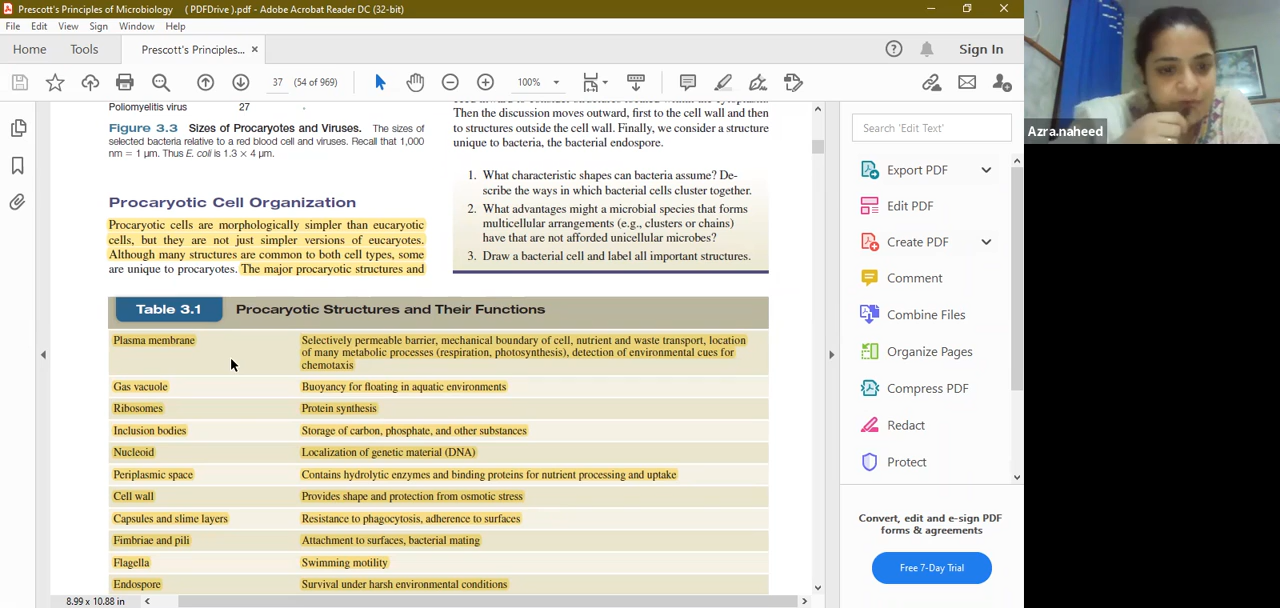 Prescott's Principles of Microbiology ( PDFDrive ).pdf - Adobe Acrobat Reader DC (32-bit)
File Edit View Sign Window Help
Home Tools Prescott's Principles... × Sign In
37 (54 of 969) 100%
Poliomyelitis virus 27
Figure 3.3 Sizes of Procaryotes and Viruses. The sizes of
selected bacteria relative to a red blood cell and viruses. Recall that 1,000
nm = 1 μm. Thus E. coli is 1.3 × 4 μm.
Procaryotic Cell Organization
Procaryotic cells are morphologically simpler than eucaryotic
cells, but they are not just simpler versions of eucaryotes.
Although many structures are common to both cell types, some
are unique to procaryotes. The major procaryotic structures and
Then the discussion moves outward, first to the cell wall and then
to structures outside the cell wall. Finally, we consider a structure
unique to bacteria, the bacterial endospore.
1. What characteristic shapes can bacteria assume? De-
scribe the ways in which bacterial cells cluster together.
2. What advantages might a microbial species that forms
multicellular arrangements (e.g., clusters or chains)
have that are not afforded unicellular microbes?
3. Draw a bacterial cell and label all important structures.
Table 3.1 Procaryotic Structures and Their Functions
Plasma membrane Selectively permeable barrier, mechanical boundary of cell, nutrient and waste transport, location
of many metabolic processes (respiration, photosynthesis), detection of environmental cues for
chemotaxis
Gas vacuole Buoyancy for floating in aquatic environments
Ribosomes Protein synthesis
Inclusion bodies Storage of carbon, phosphate, and other substances
Nucleoid Localization of genetic material (DNA)
Periplasmic space Contains hydrolytic enzymes and binding proteins for nutrient processing and uptake
Cell wall Provides shape and protection from osmotic stress
Capsules and slime layers Resistance to phagocytosis, adherence to surfaces
Fimbriae and pili Attachment to surfaces, bacterial mating
Flagella Swimming motility
Endospore Survival under harsh environmental conditions
8.99 x 10.88 in
Search 'Edit Text'
Export PDF
Edit PDF
Create PDF
Comment
Combine Files
Organize Pages
Compress PDF
Redact
Protect
Convert, edit and e-sign PDF
forms & agreements
Free 7-Day Trial
Azra.naheed